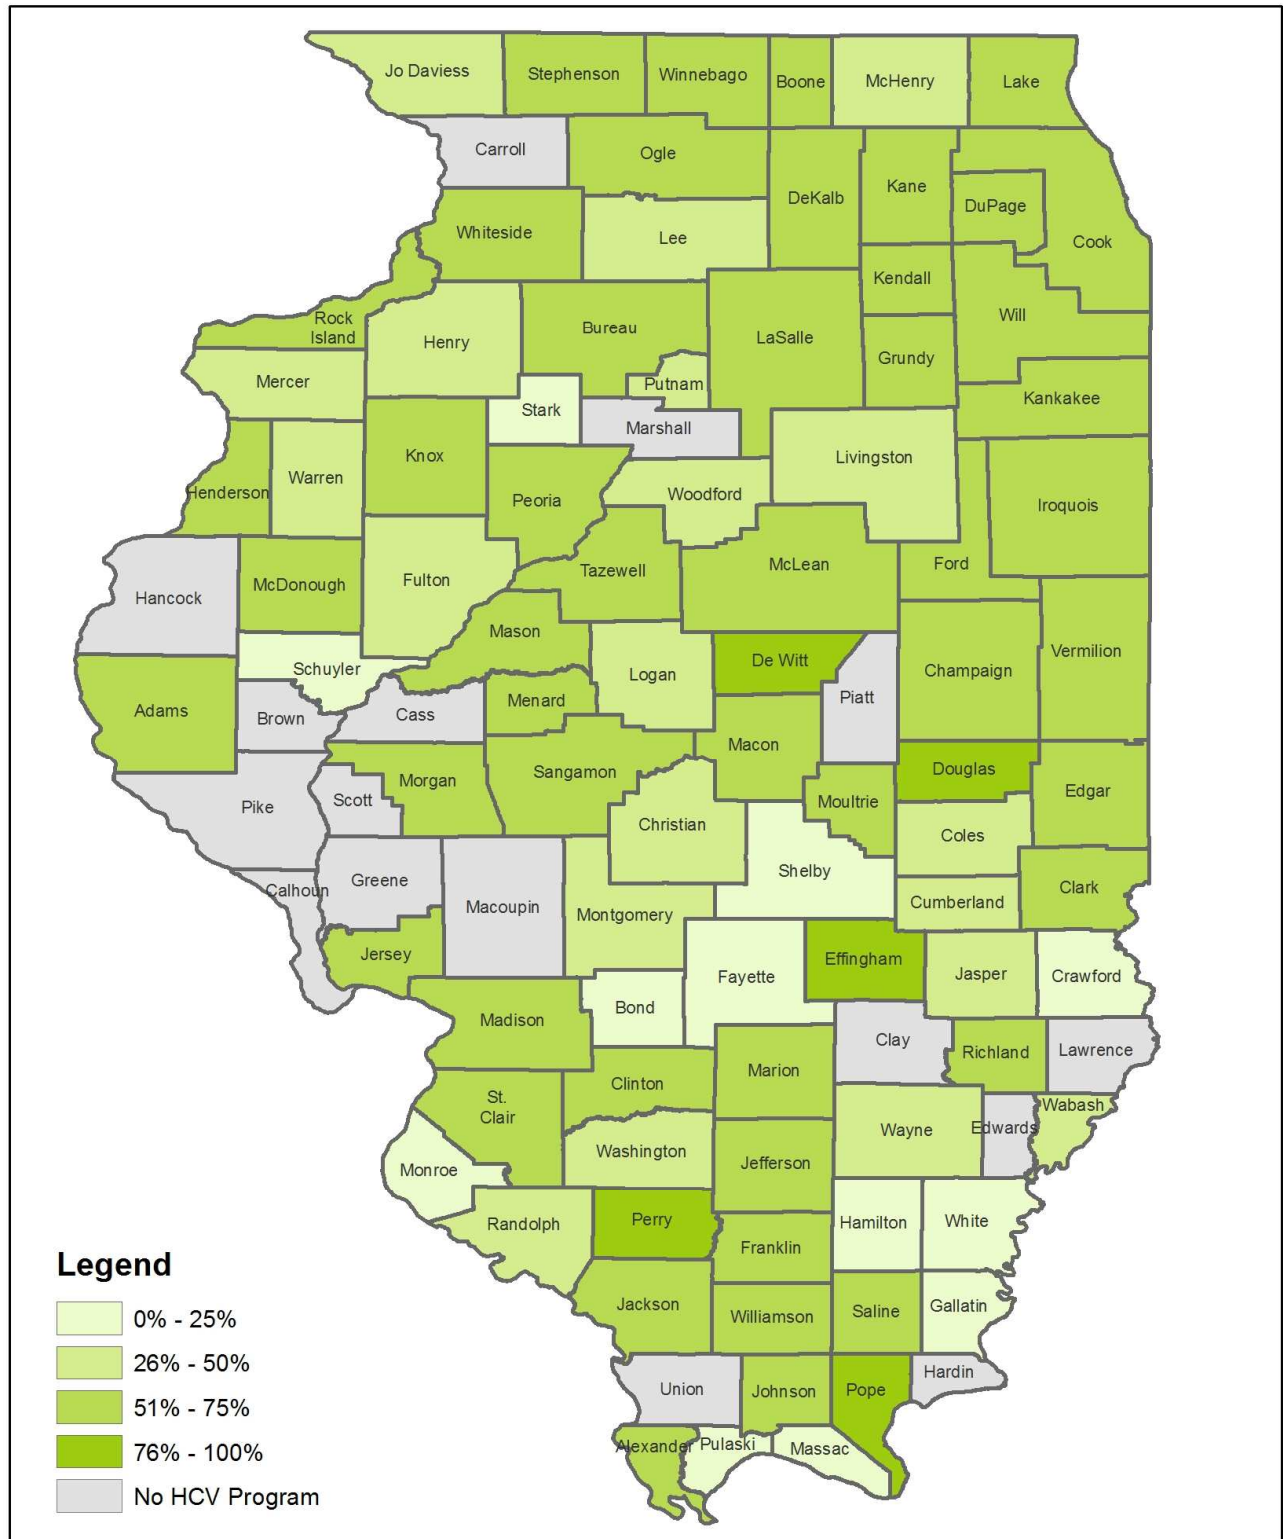 Jo Daviess
Stephenson
Winnebago
Boone
McHenry
Lake
Carroll
Ogle
DeKalb
Kane
DuPage
Cook
Whiteside
Lee
Kendall
Rock
Island
Henry
Bureau
LaSalle
Will
Grundy
Mercer
Putnam
Kankakee
Stark
Marshall
Knox
Livingston
Henderson
Warren
Peoria
Woodford
Iroquois
Hancock
McDonough
Fulton
Tazewell
McLean
Ford
Mason
Schuyler
Logan
De Witt
Champaign
Vermilion
Adams
Brown
Cass
Menard
Piatt
Macon
Pike
Scott
Morgan
Sangamon
Douglas
Edgar
Moultrie
Christian
Coles
Shelby
Calhoun
Greene
Macoupin
Montgomery
Cumberland
Clark
Jersey
Fayette
Effingham
Jasper
Crawford
Madison
Bond
Clay
Richland
Lawrence
Marion
St.
Clair
Clinton
Wayne
Edwards
Wabash
Monroe
Washington
Jefferson
Randolph
Perry
Hamilton
White
Franklin
Jackson
Williamson
Saline
Gallatin
Union
Johnson
Pope
Hardin
Alexander
Pulaski
Massac
Legend
0% - 25%
26% - 50%
51% - 75%
76% - 100%
No HCV Program